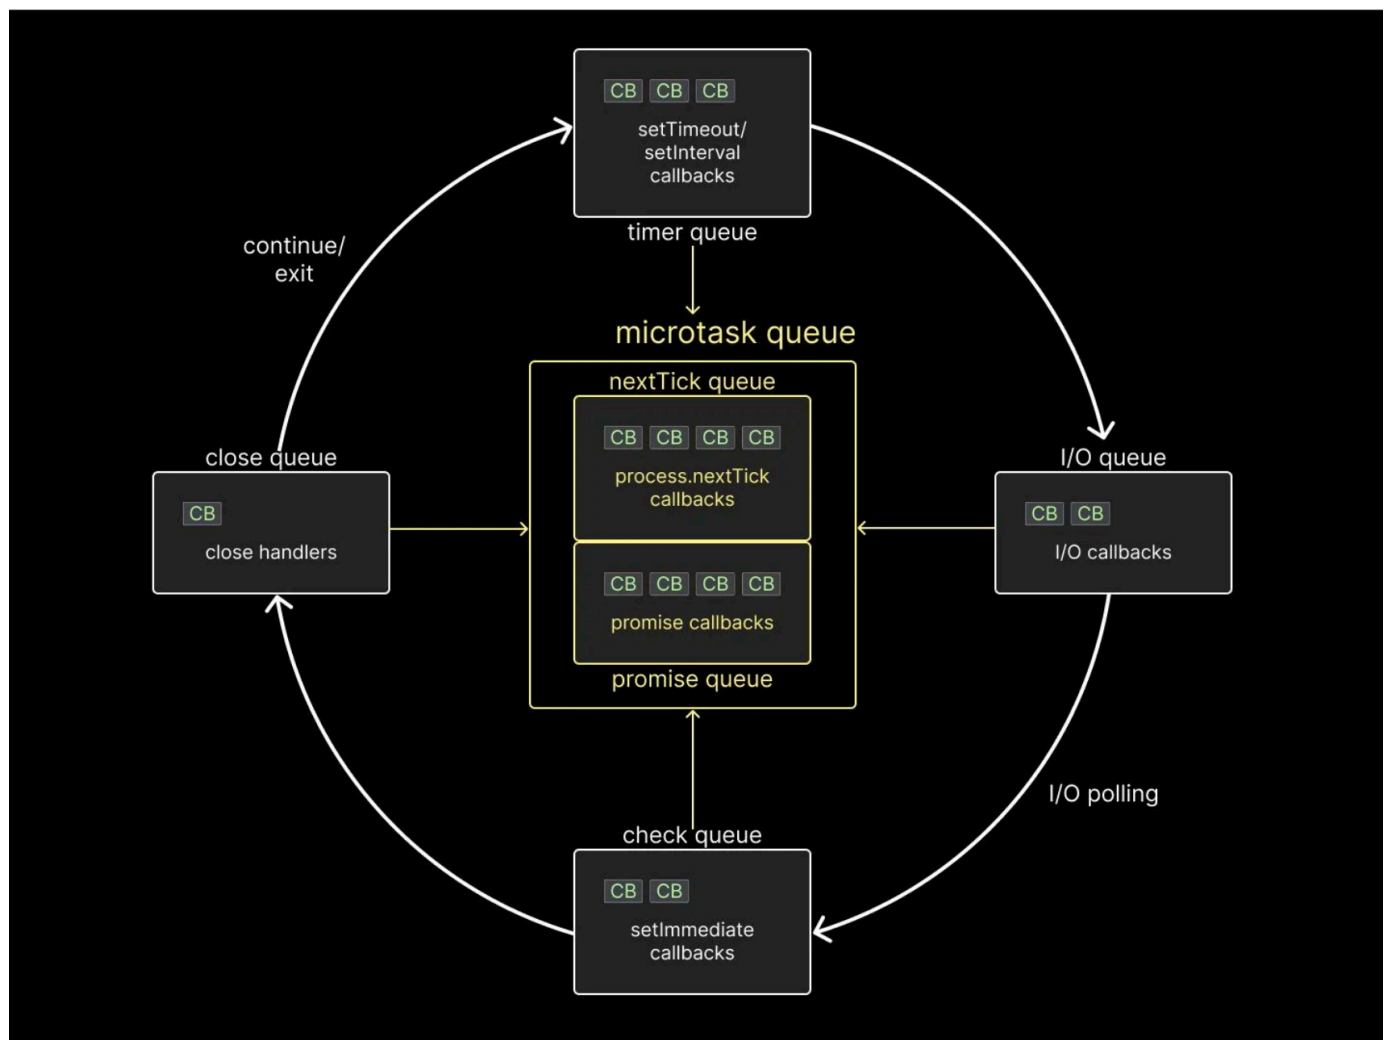 CB CB CB
setTimeout/
setInterval
callbacks
timer queue
continue/
exit
microtask queue
nextTick queue
CB CB CB CB
process.nextTick
callbacks
CB CB CB CB
promise callbacks
promise queue
close queue
CB
close handlers
I/O queue
CB CB
I/O callbacks
I/O polling
check queue
CB CB
setImmediate
callbacks